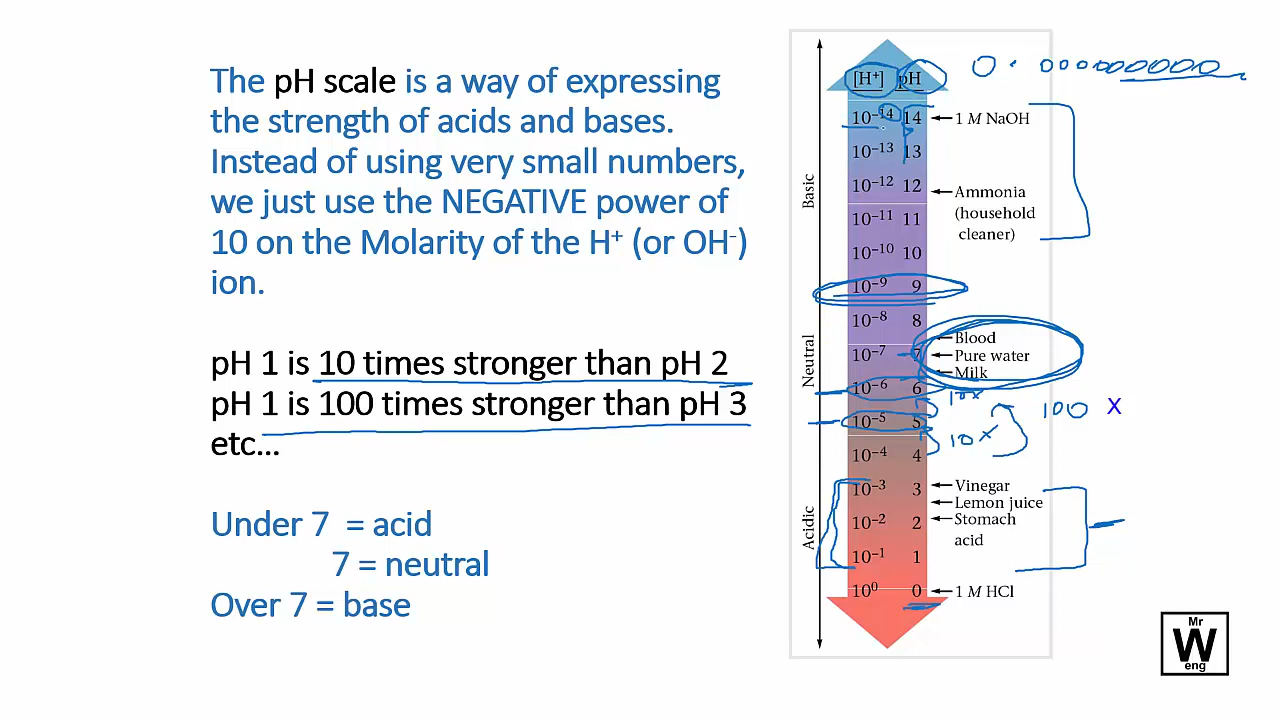 The pH scale is a way of expressing
the strength of acids and bases.
Instead of using very small numbers,
we just use the NEGATIVE power of
10 on the Molarity of the H⁺ (or OH⁻)
ion.
pH 1 is 10 times stronger than pH 2
pH 1 is 100 times stronger than pH 3
etc...
Under 7 = acid
7 = neutral
Over 7 = base
[H⁺] pH
0.0000000000000
10⁻¹⁴ 14 1 M NaOH
10⁻¹³ 13
10⁻¹² 12 Ammonia
(household
cleaner)
10⁻¹¹ 11
10⁻¹⁰ 10
10⁻⁹ 9
10⁻⁸ 8
Blood
10⁻⁷ 7 Pure water
Milk
10⁻⁶ 6
10x
100 x
10⁻⁵ 5
10x
10⁻⁴ 4
10⁻³ 3 Vinegar
Lemon juice
10⁻² 2 Stomach
acid
10⁻¹ 1
10⁰ 0 1 M HCl
Basic
Neutral
Acidic
Mr
W
eng